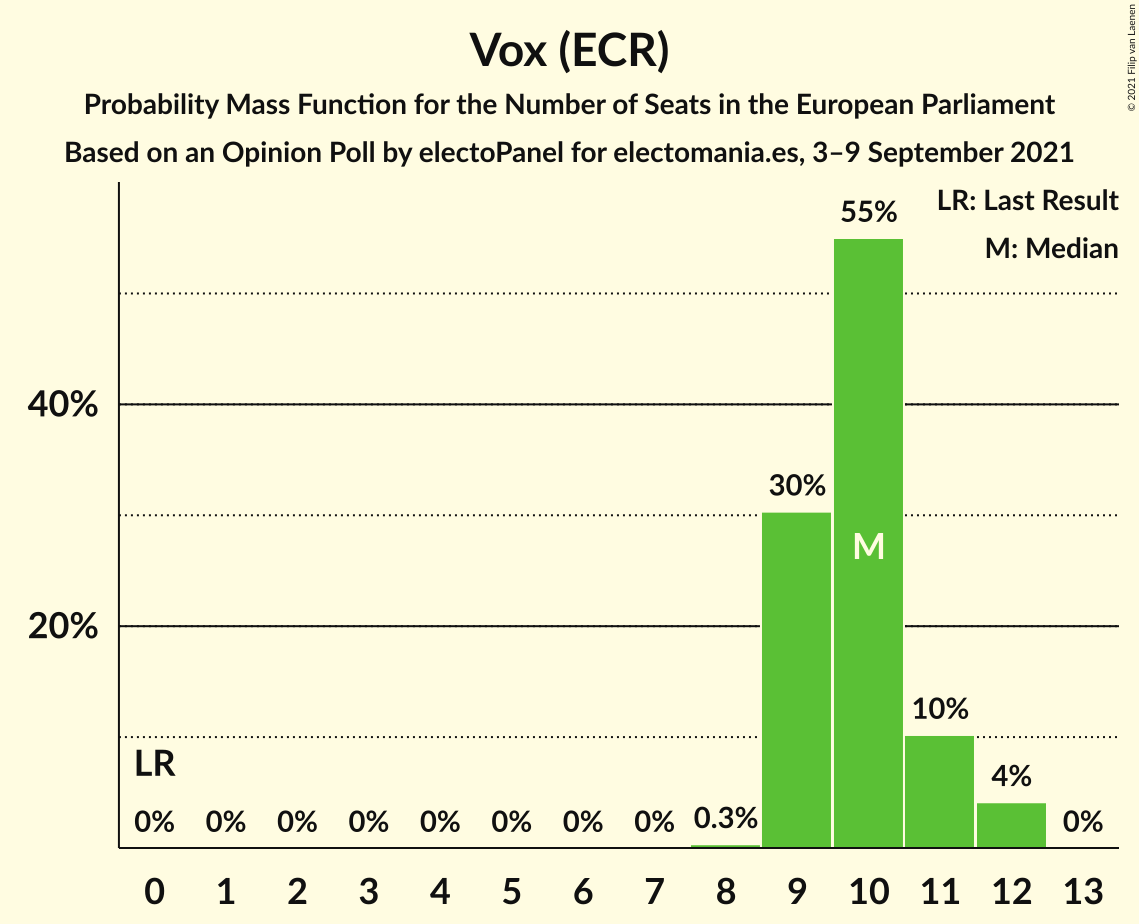 Vox (ECR)
Probability Mass Function for the Number of Seats in the European Parliament
Based on an Opinion Poll by electoPanel for electomania.es, 3–9 September 2021
© 2021 Filip van Laenen
LR: Last Result
M: Median
55%
40%
30%
M
20%
10%
LR
4%
0% 0% 0% 0% 0% 0% 0% 0% 0.3% 0%
0 1 2 3 4 5 6 7 8 9 10 11 12 13